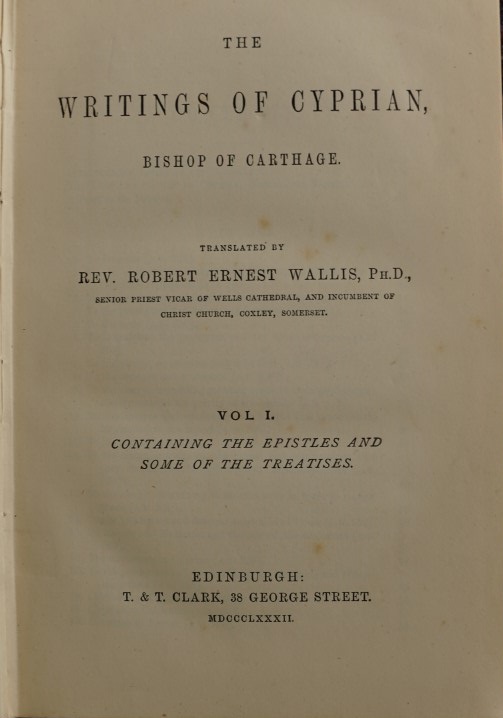 THE
WRITINGS OF CYPRIAN,
BISHOP OF CARTHAGE.
TRANSLATED BY
REV. ROBERT ERNEST WALLIS, PH.D.,
SENIOR PRIEST VICAR OF WELLS CATHEDRAL, AND INCUMBENT OF
CHRIST CHURCH, COXLEY, SOMERSET.
VOL I.
CONTAINING THE EPISTLES AND
SOME OF THE TREATISES.
EDINBURGH:
T. & T. CLARK, 38 GEORGE STREET.
MDCCCLXXXII.